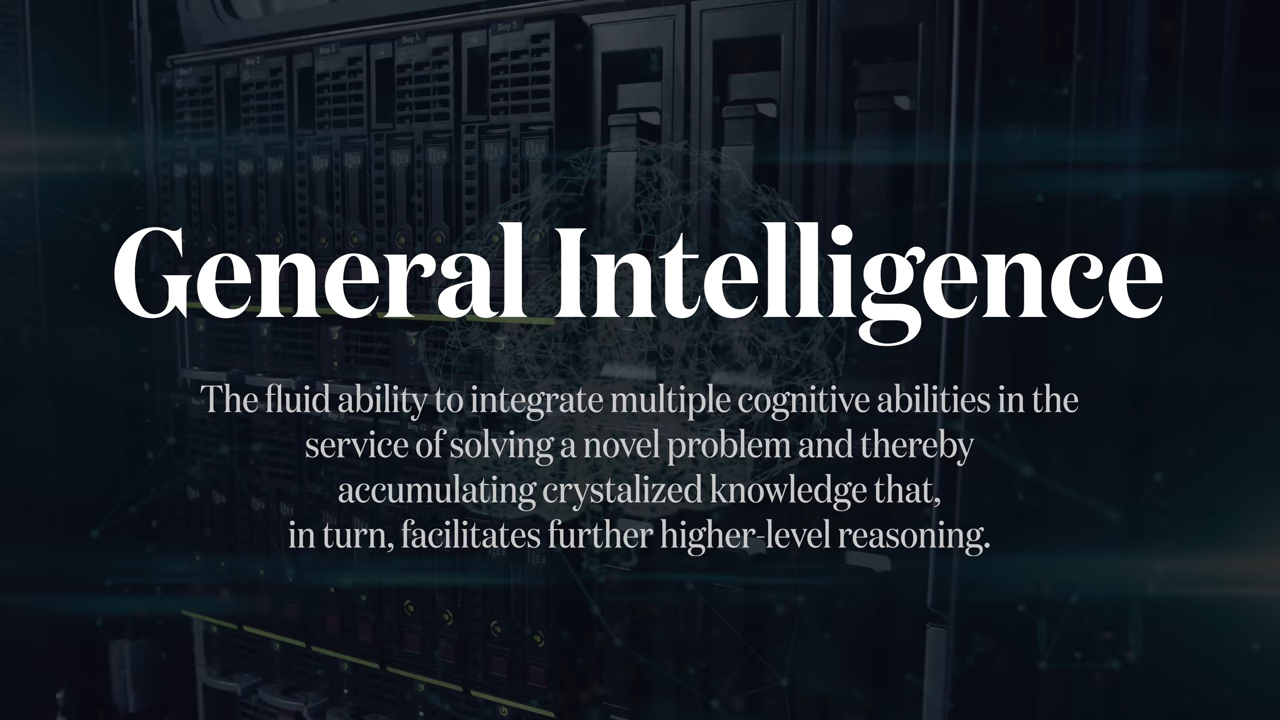 General Intelligence
The fluid ability to integrate multiple cognitive abilities in the
service of solving a novel problem and thereby
accumulating crystalized knowledge that,
in turn, facilitates further higher-level reasoning.